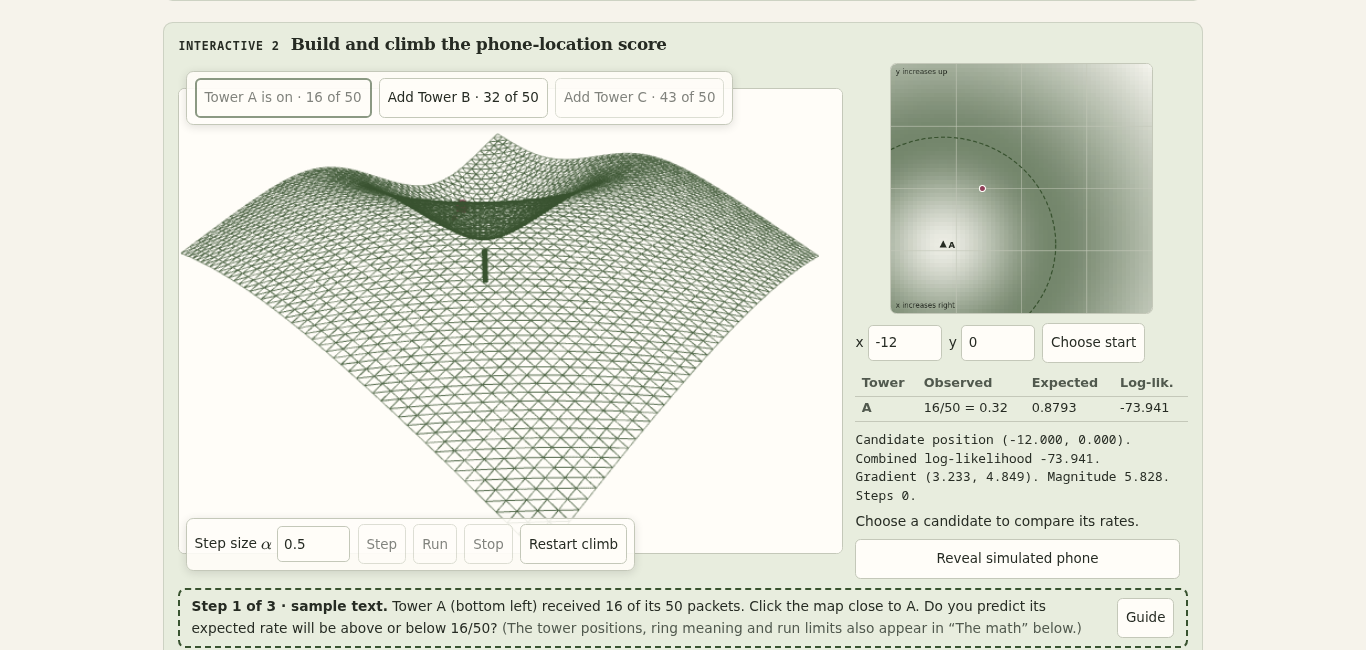 INTERACTIVE 2 Build and climb the phone-location score
Tower A is on · 16 of 50
Add Tower B · 32 of 50
Add Tower C · 43 of 50
y increases up
A
x increases right
x -12 y 0 Choose start
Tower Observed Expected Log-lik.
A 16/50 = 0.32 0.8793 -73.941
Candidate position (-12.000, 0.000).
Combined log-likelihood -73.941.
Gradient (3.233, 4.849). Magnitude 5.828.
Steps 0.
Choose a candidate to compare its rates.
Reveal simulated phone
Step size α 0.5 Step Run Stop Restart climb
Step 1 of 3 · sample text. Tower A (bottom left) received 16 of its 50 packets. Click the map close to A. Do you predict its
expected rate will be above or below 16/50? (The tower positions, ring meaning and run limits also appear in “The math” below.)
Guide